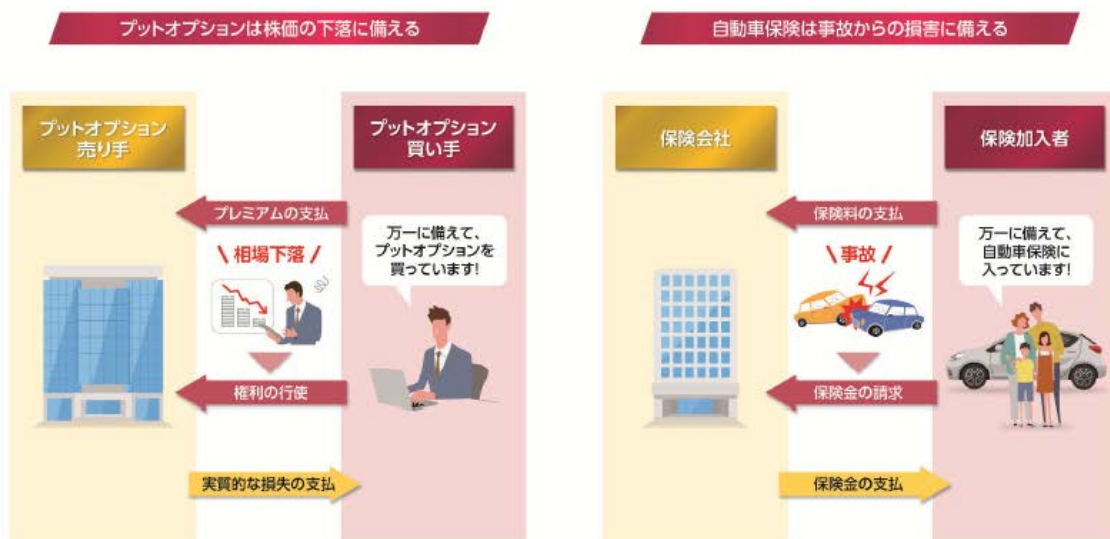 プットオプションは株価の下落に備える
プットオプション
売り手
プットオプション
買い手
プレミアムの支払
相場下落
万一に備えて、
プットオプションを
買っています!
権利の行使
実質的な損失の支払
自動車保険は事故からの損害に備える
保険会社
保険加入者
保険料の支払
事故
万一に備えて、
自動車保険に
入っています!
保険金の請求
保険金の支払